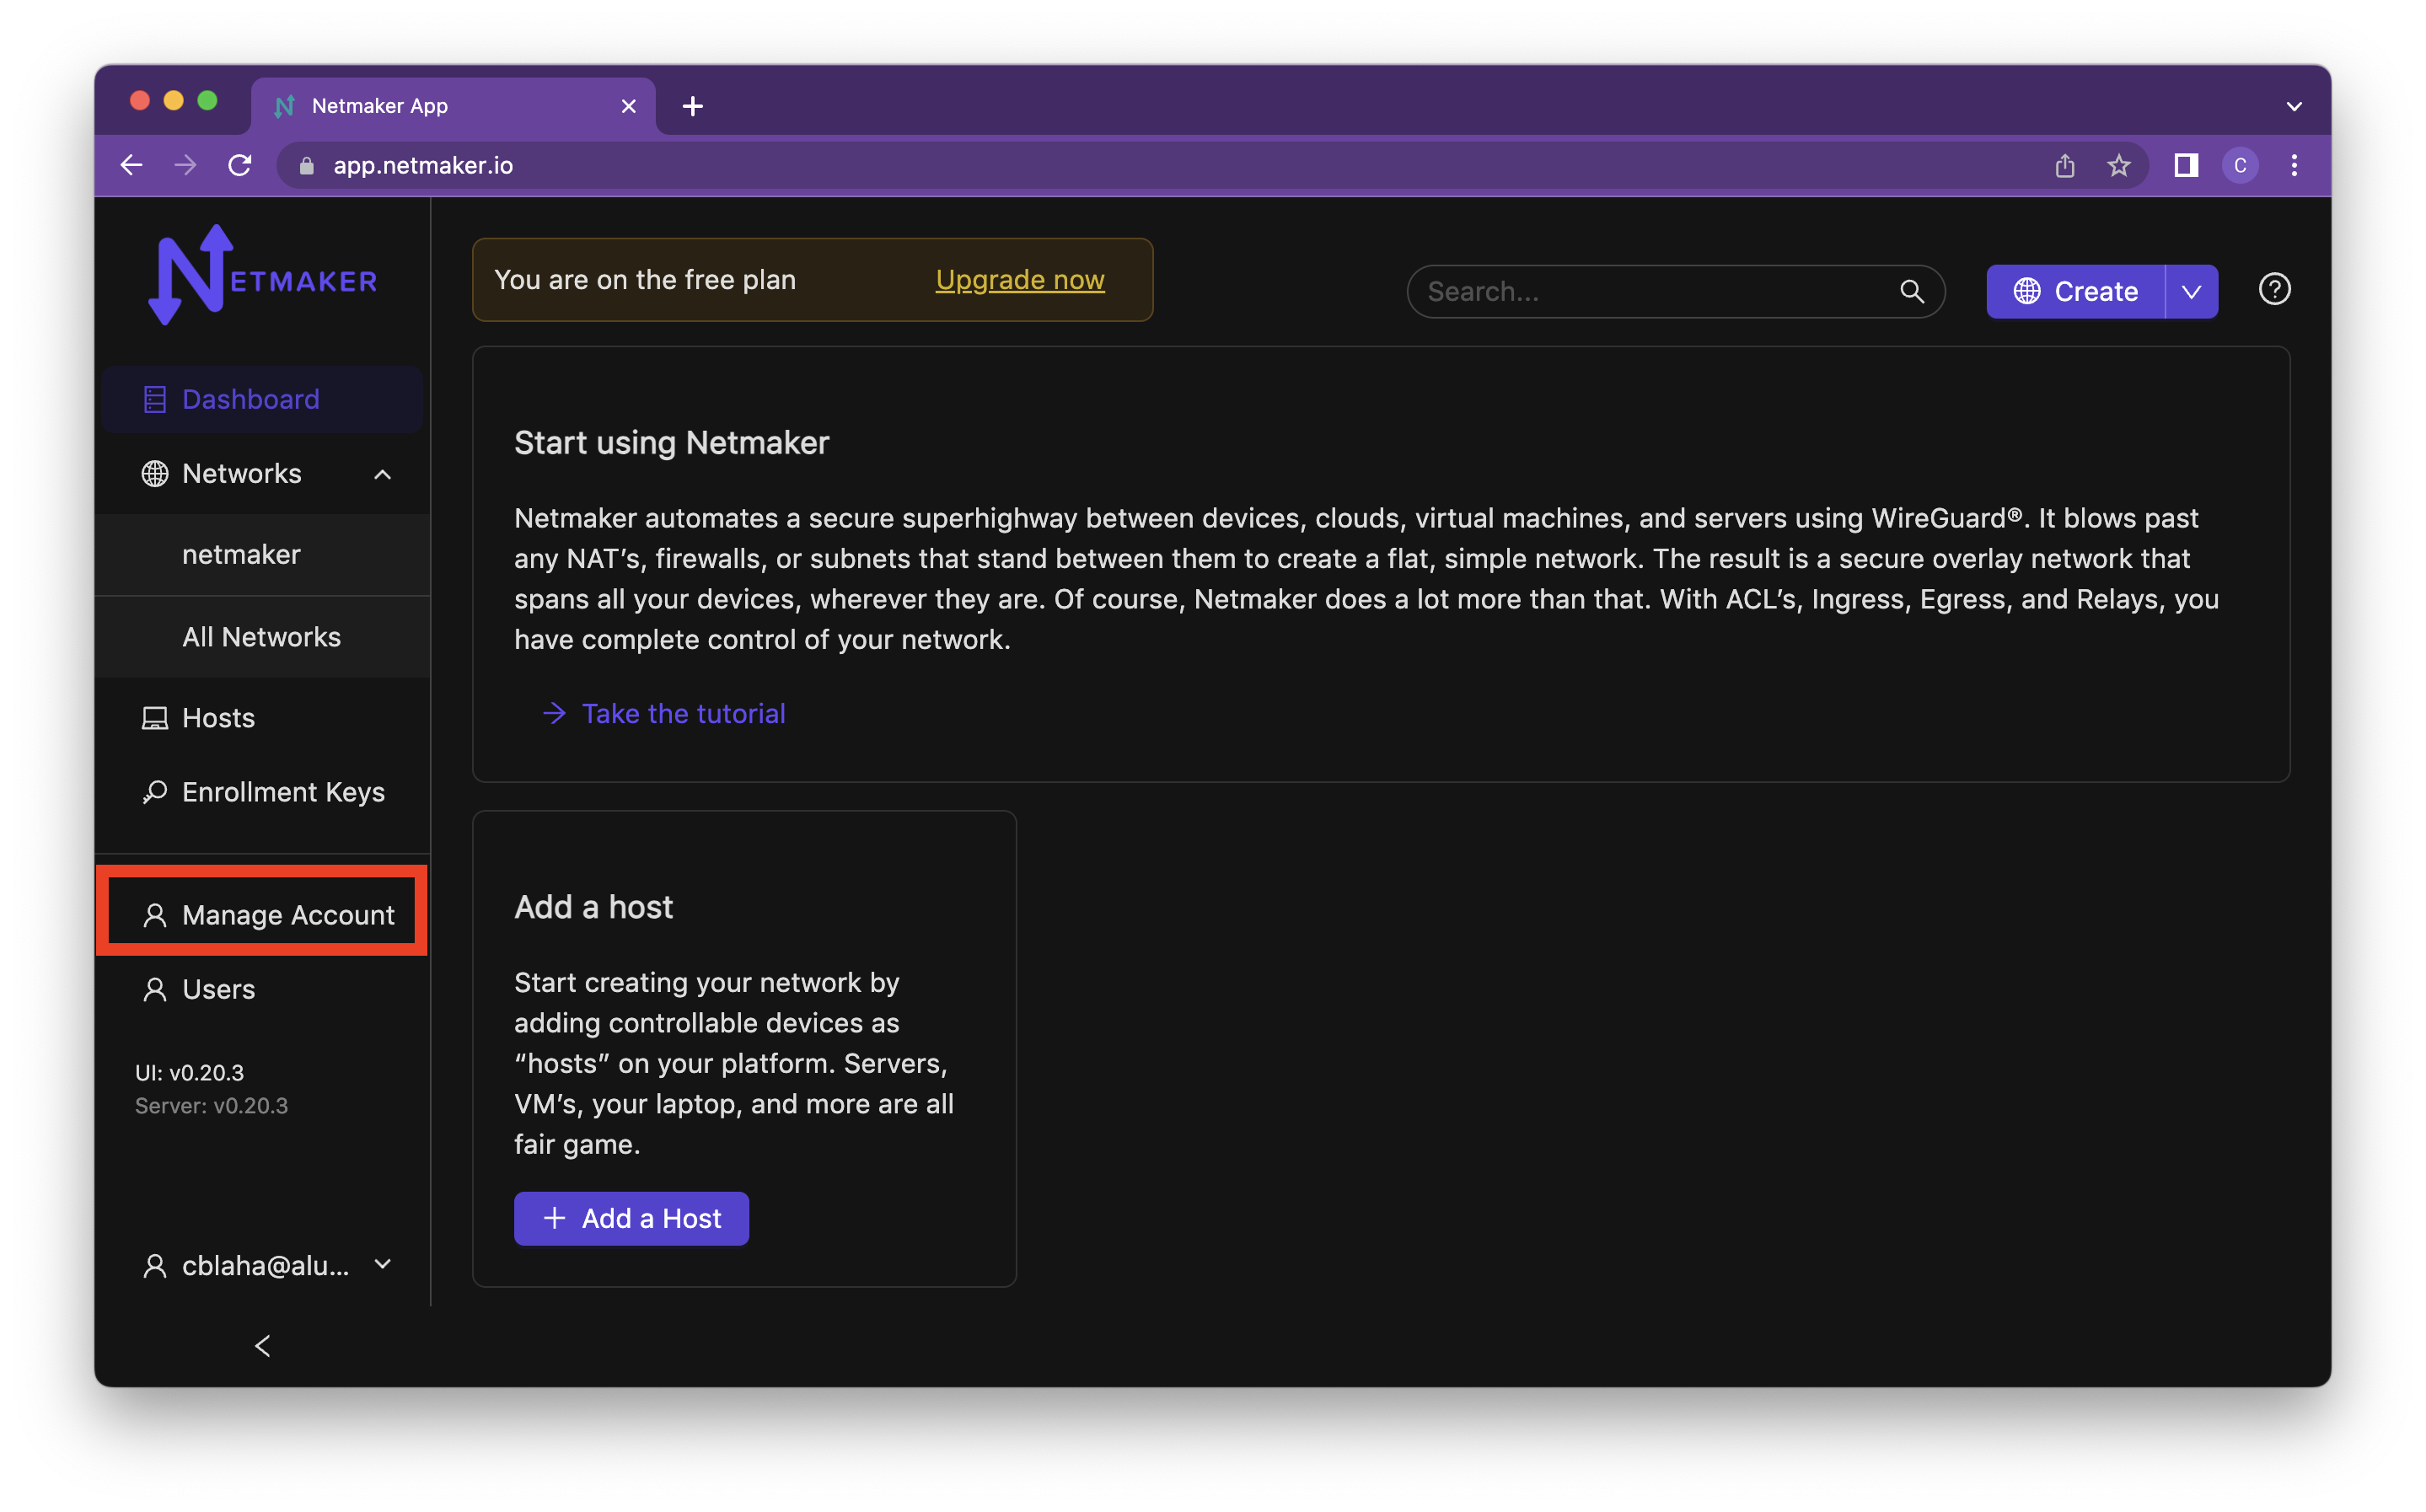 Netmaker App
app.netmaker.io
C
NETMAKER
You are on the free plan Upgrade now
Search...
Create
Dashboard
Networks
netmaker
All Networks
Hosts
Enrollment Keys
Manage Account
Users
UI: v0.20.3
Server: v0.20.3
cblaha@alu...
Start using Netmaker
Netmaker automates a secure superhighway between devices, clouds, virtual machines, and servers using WireGuard®. It blows past
any NAT’s, firewalls, or subnets that stand between them to create a flat, simple network. The result is a secure overlay network that
spans all your devices, wherever they are. Of course, Netmaker does a lot more than that. With ACL’s, Ingress, Egress, and Relays, you
have complete control of your network.
Take the tutorial
Add a host
Start creating your network by
adding controllable devices as
“hosts” on your platform. Servers,
VM’s, your laptop, and more are all
fair game.
Add a Host